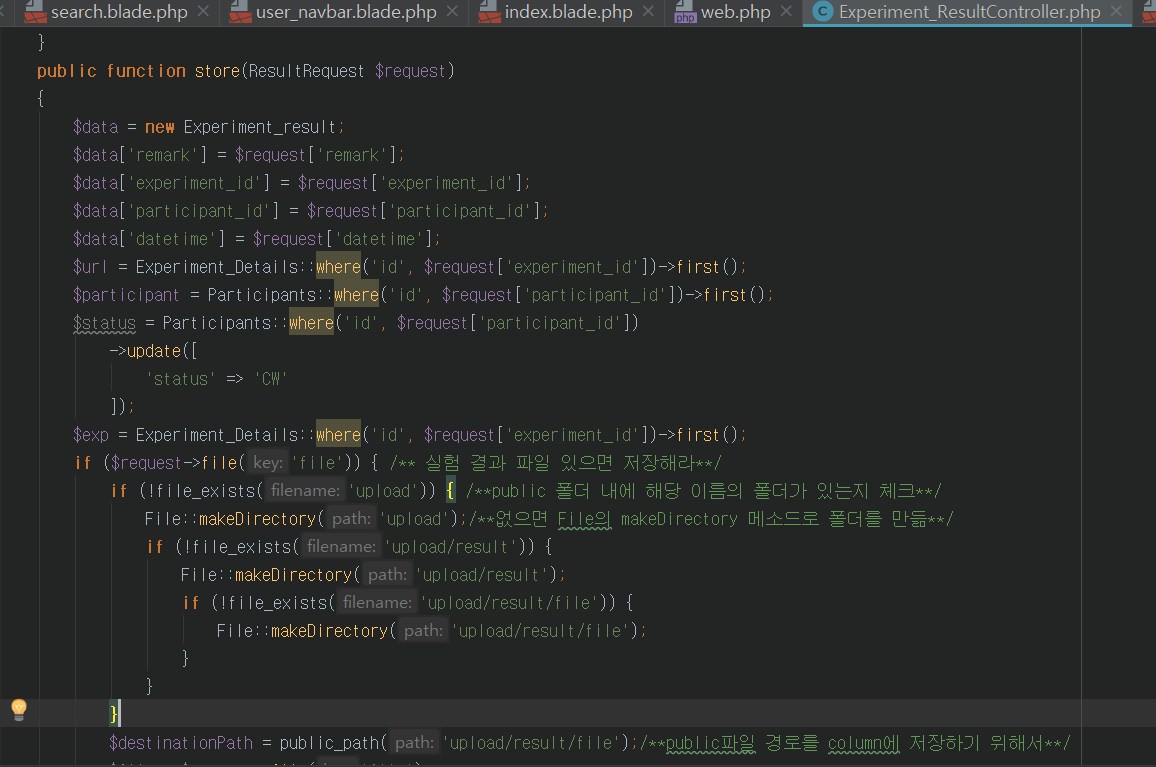 search.blade.php user_navbar.blade.php index.blade.php web.php Experiment_ResultController.php
}
public function store(ResultRequest $request)
{
$data = new Experiment_result;
$data['remark'] = $request['remark'];
$data['experiment_id'] = $request['experiment_id'];
$data['participant_id'] = $request['participant_id'];
$data['datetime'] = $request['datetime'];
$url = Experiment_Details::where('id', $request['experiment_id'])->first();
$participant = Participants::where('id', $request['participant_id'])->first();
$status = Participants::where('id', $request['participant_id'])
->update([
'status' => 'CW'
]);
$exp = Experiment_Details::where('id', $request['experiment_id'])->first();
if ($request->file( key: 'file')) { /** 실험 결과 파일 있으면 저장해라**/
if (!file_exists( filename: 'upload')) { /**public 폴더 내에 해당 이름의 폴더가 있는지 체크**/
File::makeDirectory( path: 'upload');/**없으면 File의 makeDirectory 메소드로 폴더를 만듦**/
if (!file_exists( filename: 'upload/result')) {
File::makeDirectory( path: 'upload/result');
if (!file_exists( filename: 'upload/result/file')) {
File::makeDirectory( path: 'upload/result/file');
}
}
}
$destinationPath = public_path( path: 'upload/result/file');/**public파일 경로를 column에 저장하기 위해서**/